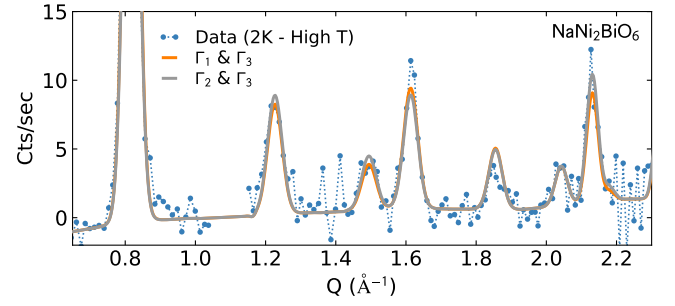 15
10
5
0
Cts/sec
Data (2K - High T)
Γ₁ & Γ₃
Γ₂ & Γ₃
NaNi₂BiO₆
0.8 1.0 1.2 1.4 1.6 1.8 2.0 2.2
Q (Å⁻¹)